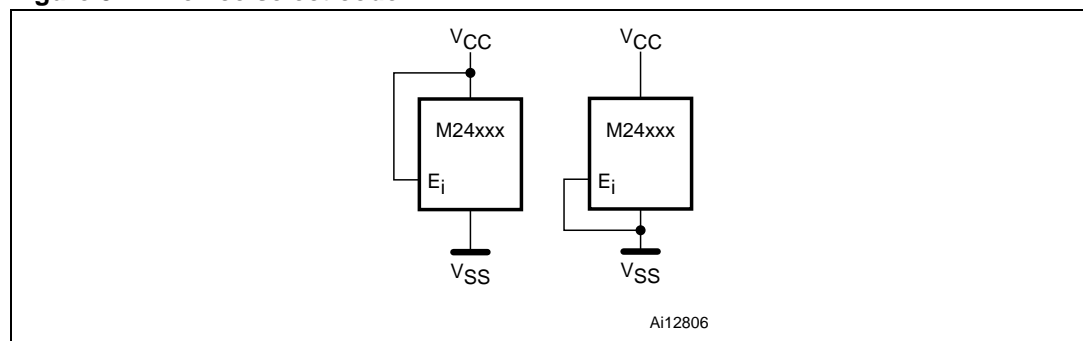 VCC VCC
M24xxx M24xxx
Ei Ei
VSS VSS
Ai12806